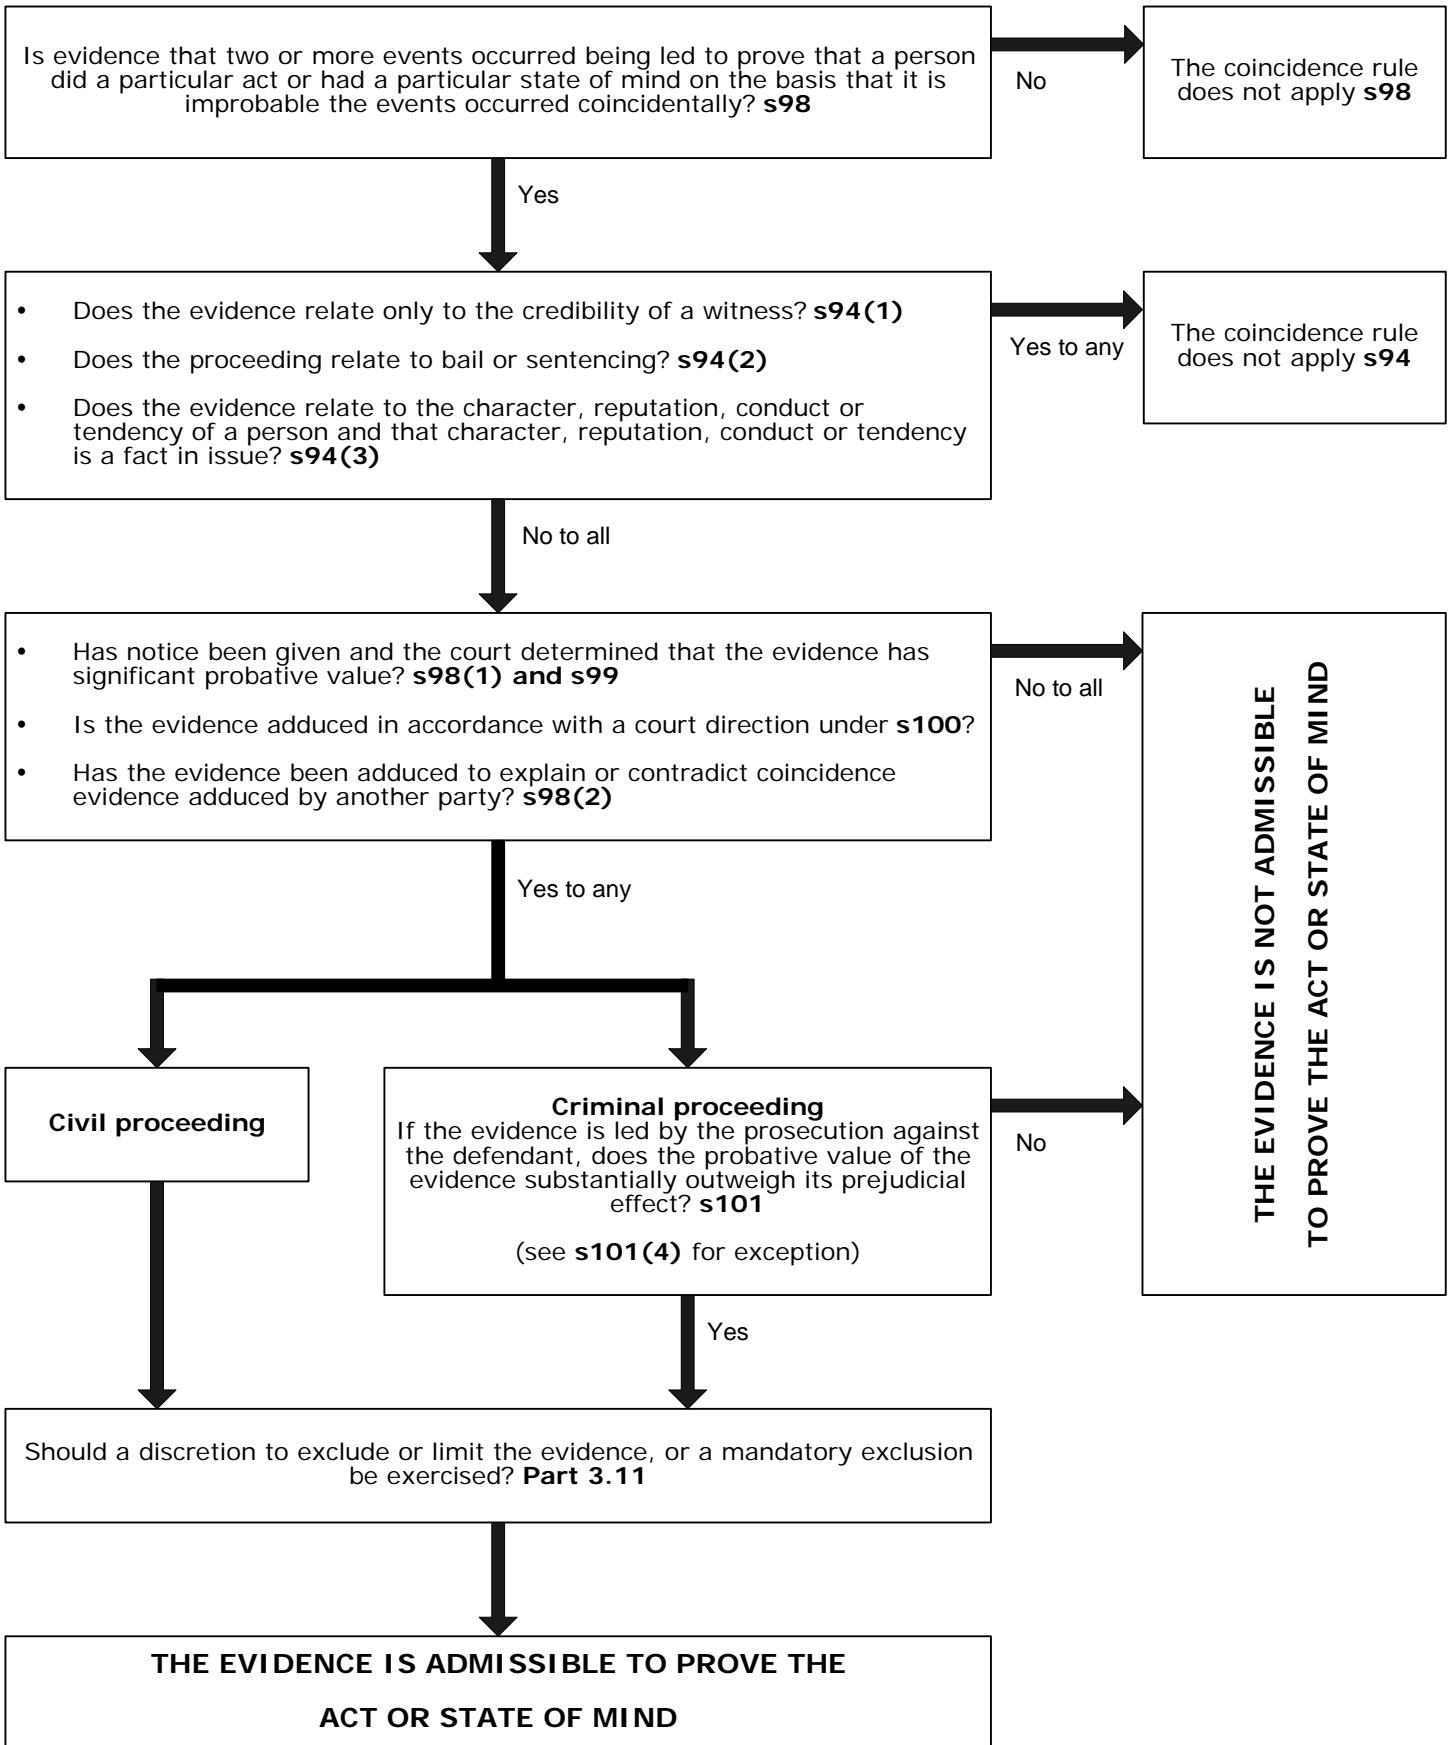 Is evidence that two or more events occurred being led to prove that a person
did a particular act or had a particular state of mind on the basis that it is
improbable the events occurred coincidentally? s98
No
The coincidence rule
does not apply s98
Yes
• Does the evidence relate only to the credibility of a witness? s94(1)
• Does the proceeding relate to bail or sentencing? s94(2)
• Does the evidence relate to the character, reputation, conduct or
tendency of a person and that character, reputation, conduct or tendency
is a fact in issue? s94(3)
Yes to any
The coincidence rule
does not apply s94
No to all
• Has notice been given and the court determined that the evidence has
significant probative value? s98(1) and s99
• Is the evidence adduced in accordance with a court direction under s100?
• Has the evidence been adduced to explain or contradict coincidence
evidence adduced by another party? s98(2)
No to all
THE EVIDENCE IS NOT ADMISSIBLE
TO PROVE THE ACT OR STATE OF MIND
Yes to any
Civil proceeding
Criminal proceeding
If the evidence is led by the prosecution against
the defendant, does the probative value of the
evidence substantially outweigh its prejudicial
effect? s101
(see s101(4) for exception)
No
Yes
Should a discretion to exclude or limit the evidence, or a mandatory exclusion
be exercised? Part 3.11
THE EVIDENCE IS ADMISSIBLE TO PROVE THE
ACT OR STATE OF MIND